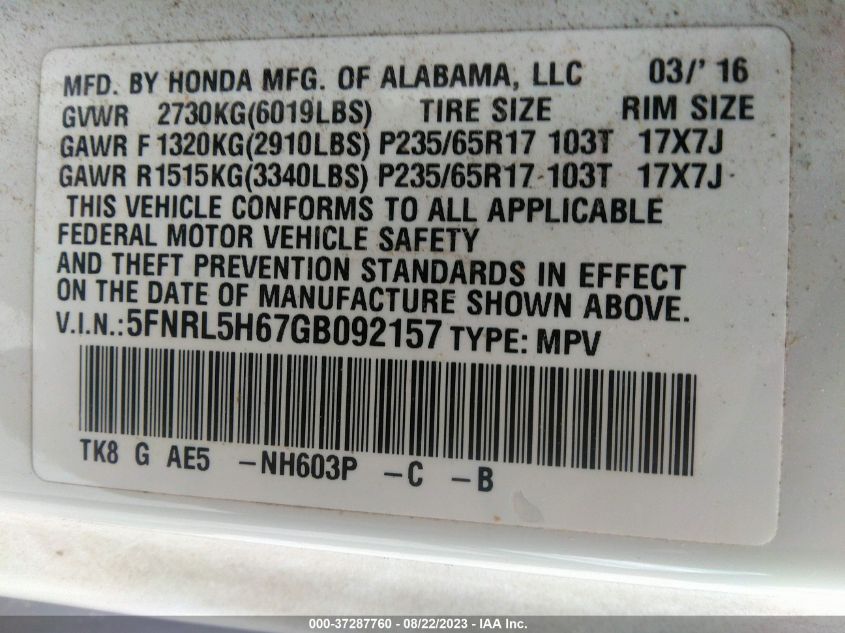 MFD. BY HONDA MFG. OF ALABAMA, LLC 03/' 16
GVWR 2730KG(6019LBS) TIRE SIZE RIM SIZE
GAWR F1320KG(2910LBS) P235/65R17 103T 17X7J
GAWR R1515KG(3340LBS) P235/65R17 103T 17X7J
THIS VEHICLE CONFORMS TO ALL APPLICABLE
FEDERAL MOTOR VEHICLE SAFETY
AND THEFT PREVENTION STANDARDS IN EFFECT
ON THE DATE OF MANUFACTURE SHOWN ABOVE.
V.I.N.:5FNRL5H67GB092157 TYPE: MPV
TK8 G AE5 -NH603P -C -B
000-37287760 - 08/22/2023 - IAA Inc.